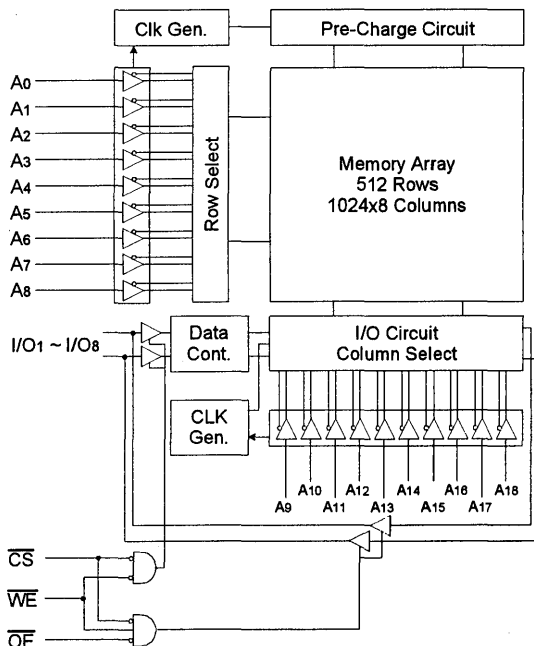 Clk Gen.
Pre-Charge Circuit
A0
A1
A2
A3
A4
A5
A6
A7
A8
Row Select
Memory Array
512 Rows
1024x8 Columns
I/O1 ~ I/O8
Data
Cont.
I/O Circuit
Column Select
CLK
Gen.
A10 A12 A14 A16 A18
A9 A11 A13 A15 A17
CS
WE
OE